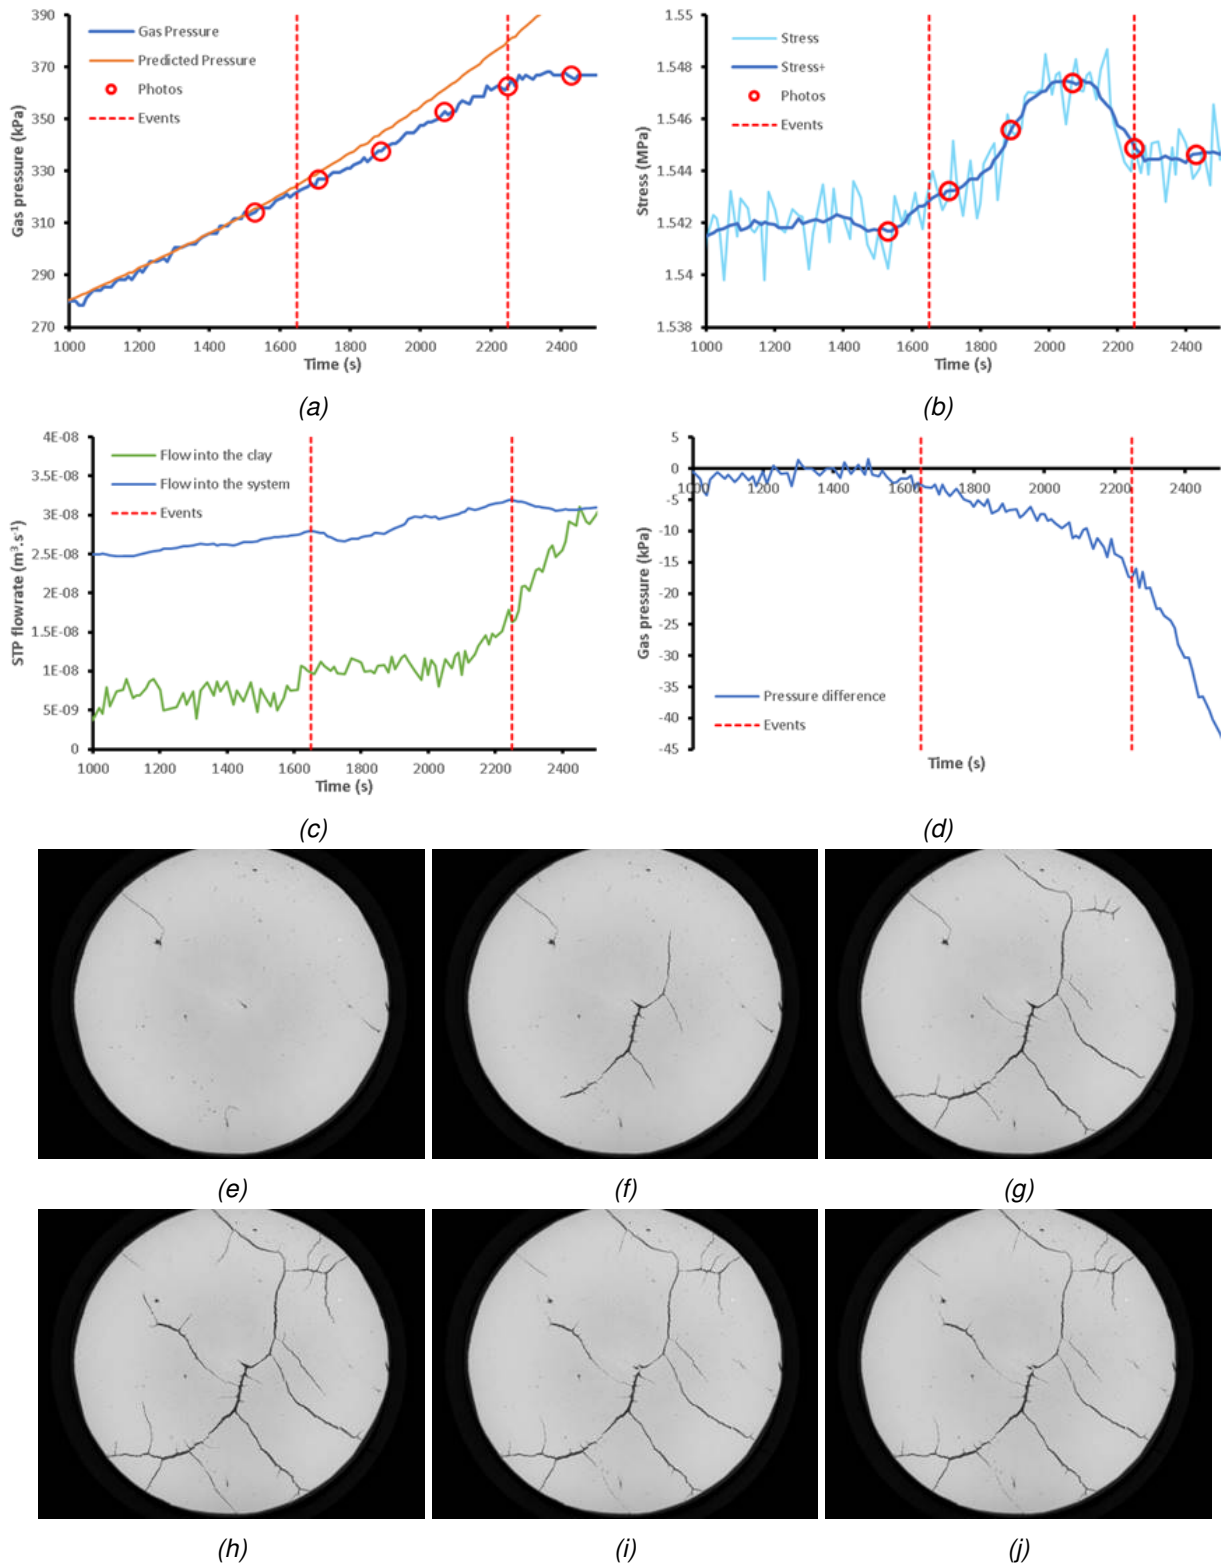 390
370
350
330
310
290
270
Gas pressure (kPa)
Gas Pressure
Predicted Pressure
Photos
Events
1000 1200 1400 1600 1800 2000 2200 2400
Time (s)
(a)
1.55
1.548
1.546
1.544
1.542
1.54
1.538
Stress (MPa)
Stress
Stress+
Photos
Events
1000 1200 1400 1600 1800 2000 2200 2400
Time (s)
(b)
4E-08
3.5E-08
3E-08
2.5E-08
2E-08
1.5E-08
1E-08
5E-09
0
STP flowrate (m³.s⁻¹)
Flow into the clay
Flow into the system
Events
1000 1200 1400 1600 1800 2000 2200 2400
Time (s)
(c)
5
0
-5
-10
-15
-20
-25
-30
-35
-40
-45
Gas pressure (kPa)
1000 1200 1400 1600 1800 2000 2200 2400
Pressure difference
Events
Time (s)
(d)
(e) (f) (g)
(h) (i) (j)